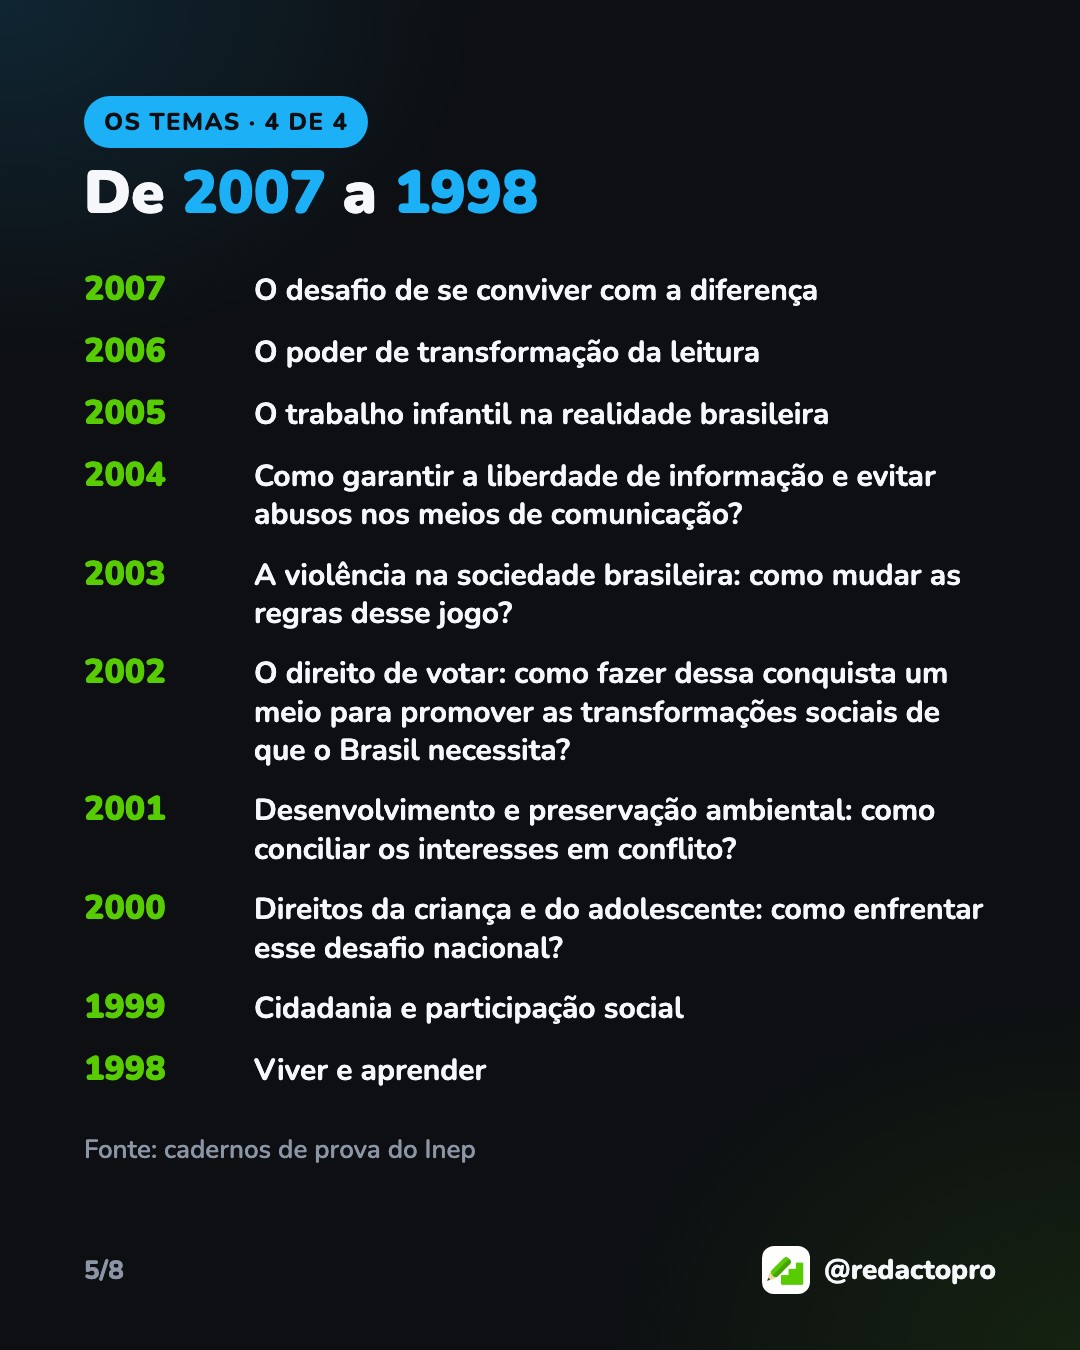 OS TEMAS · 4 DE 4
De 2007 a 1998
2007 O desafio de se conviver com a diferença
2006 O poder de transformação da leitura
2005 O trabalho infantil na realidade brasileira
2004 Como garantir a liberdade de informação e evitar
abusos nos meios de comunicação?
2003 A violência na sociedade brasileira: como mudar as
regras desse jogo?
2002 O direito de votar: como fazer dessa conquista um
meio para promover as transformações sociais de
que o Brasil necessita?
2001 Desenvolvimento e preservação ambiental: como
conciliar os interesses em conflito?
2000 Direitos da criança e do adolescente: como enfrentar
esse desafio nacional?
1999 Cidadania e participação social
1998 Viver e aprender
Fonte: cadernos de prova do Inep
5/8 @redactopro